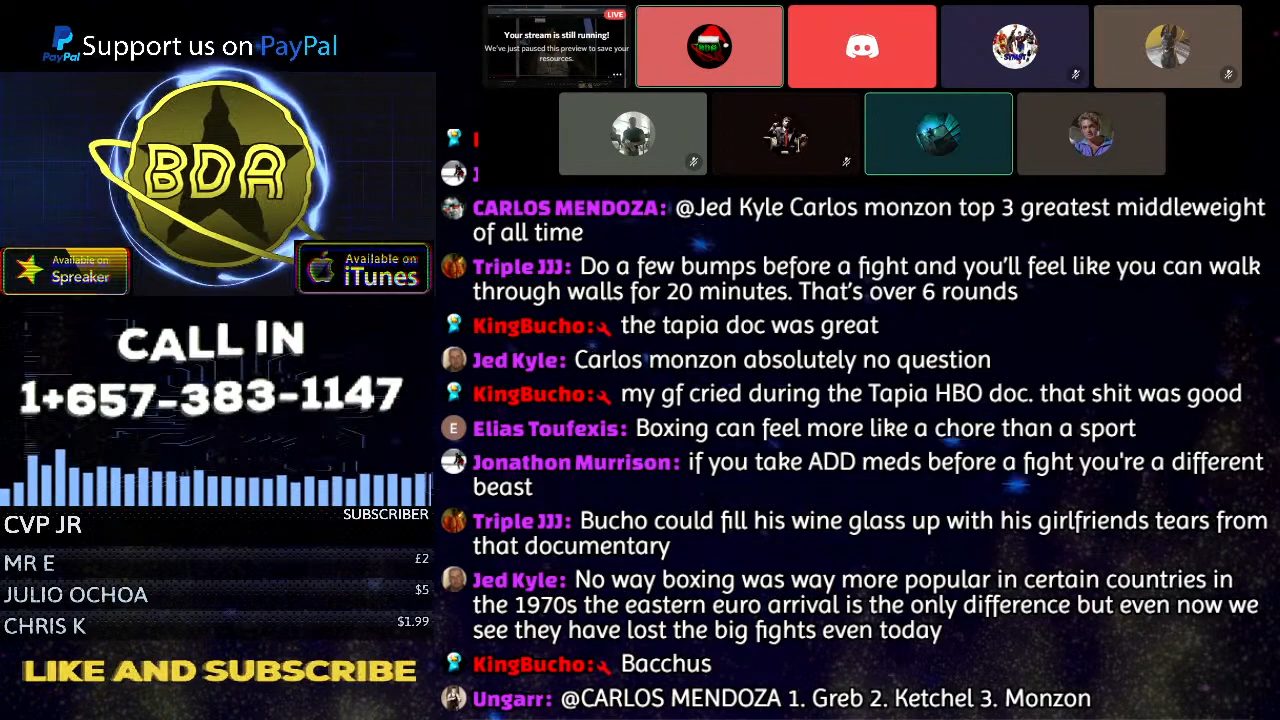 PayPal Support us on PayPal
BDA
Available on
Spreaker
Available on
iTunes
CALL IN
1+657-383-1147
SUBSCRIBER
CVP JR
MR E £2
JULIO OCHOA $5
CHRIS K $1.99
LIKE AND SUBSCRIBE
LIVE
Your stream is still running!
We've just paused this preview to save your
resources.
CARLOS MENDOZA: @Jed Kyle Carlos monzon top 3 greatest middleweight
of all time
Triple JJJ: Do a few bumps before a fight and you'll feel like you can walk
through walls for 20 minutes. That's over 6 rounds
KingBucho: the tapia doc was great
Jed Kyle: Carlos monzon absolutely no question
KingBucho: my gf cried during the Tapia HBO doc. that shit was good
E Elias Toufexis: Boxing can feel more like a chore than a sport
Jonathon Murrison: if you take ADD meds before a fight you're a different
beast
Triple JJJ: Bucho could fill his wine glass up with his girlfriends tears from
that documentary
Jed Kyle: No way boxing was way more popular in certain countries in
the 1970s the eastern euro arrival is the only difference but even now we
see they have lost the big fights even today
KingBucho: Bacchus
Ungarr: @CARLOS MENDOZA 1. Greb 2. Ketchel 3. Monzon